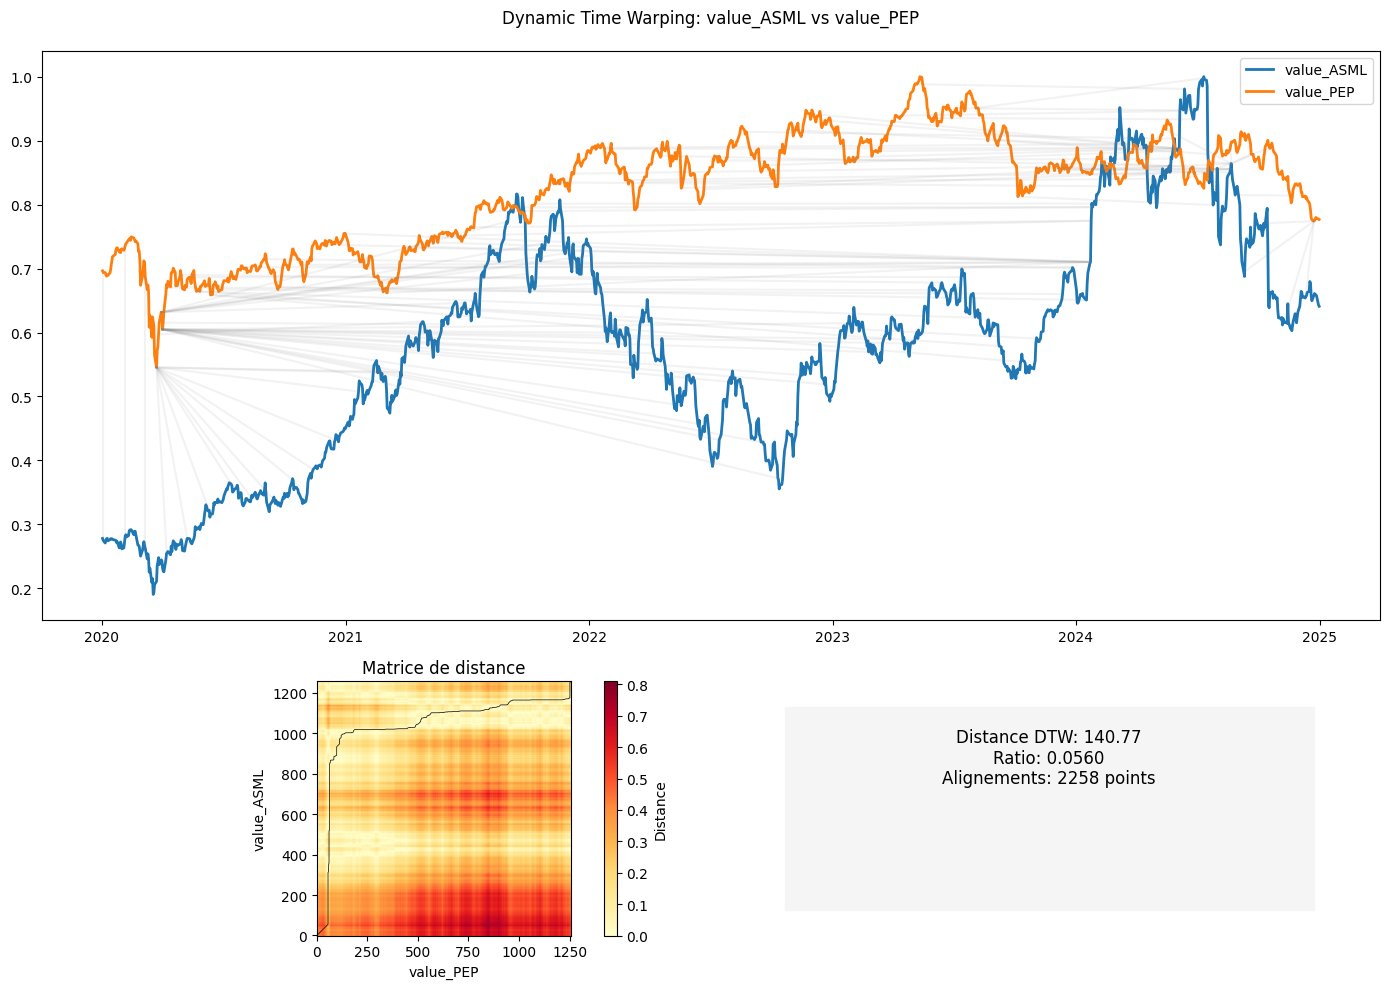 Dynamic Time Warping: value_ASML vs value_PEP
value_ASML
value_PEP
1.0
0.9
0.8
0.7
0.6
0.5
0.4
0.3
0.2
2020 2021 2022 2023 2024 2025
Matrice de distance
value_ASML
1200
1000
800
600
400
200
0
0 250 500 750 1000 1250
value_PEP
0.8
0.7
0.6
0.5
0.4
0.3
0.2
0.1
0.0
Distance
Distance DTW: 140.77
Ratio: 0.0560
Alignements: 2258 points